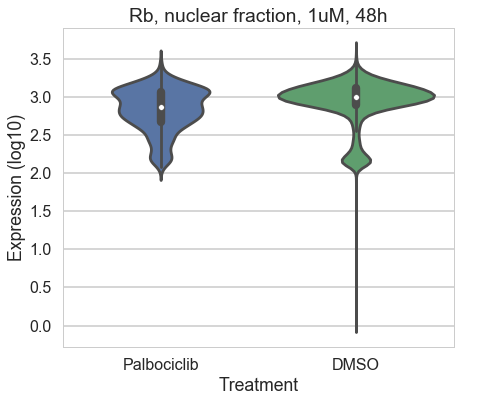 Rb, nuclear fraction, 1uM, 48h
Expression (log10)
3.5
3.0
2.5
2.0
1.5
1.0
0.5
0.0
Palbociclib DMSO
Treatment